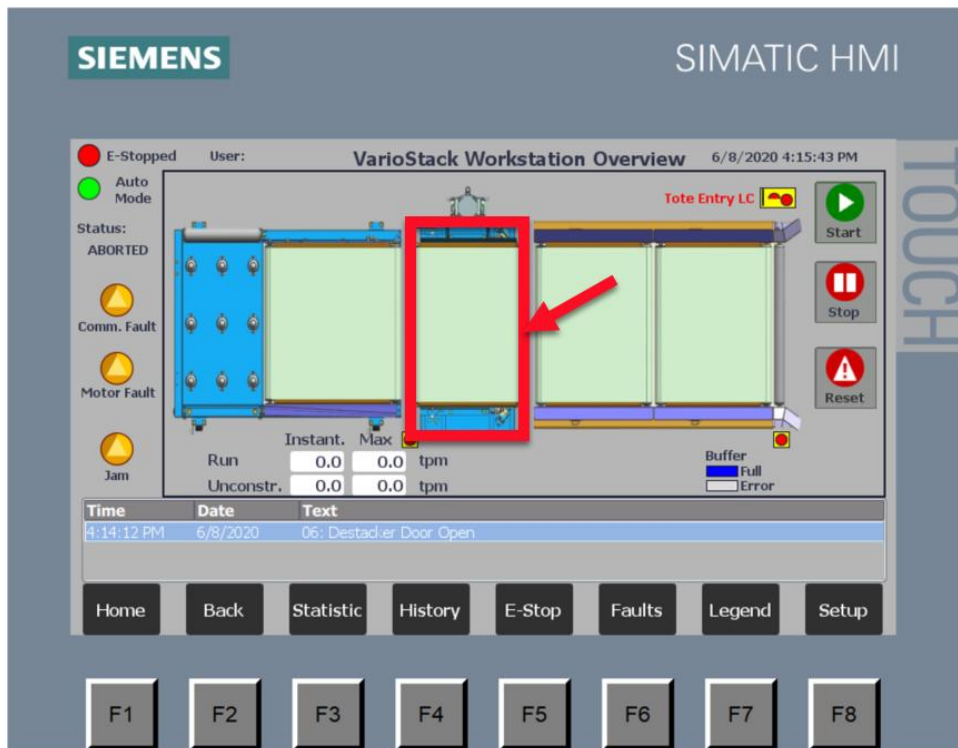 SIEMENS
SIMATIC HMI
TOUCH
E-Stopped
User:
VarioStack Workstation Overview
6/8/2020 4:15:43 PM
Auto
Mode
Tote Entry LC
Status:
ABORTED
Start
Comm. Fault
Stop
Motor Fault
Reset
Jam
Instant. Max
Run 0.0 0.0 tpm
Unconstr. 0.0 0.0 tpm
Buffer
Full
Error
Time Date Text
4:14:12 PM 6/8/2020 06: Destacker Door Open
Home Back Statistic History E-Stop Faults Legend Setup
F1 F2 F3 F4 F5 F6 F7 F8